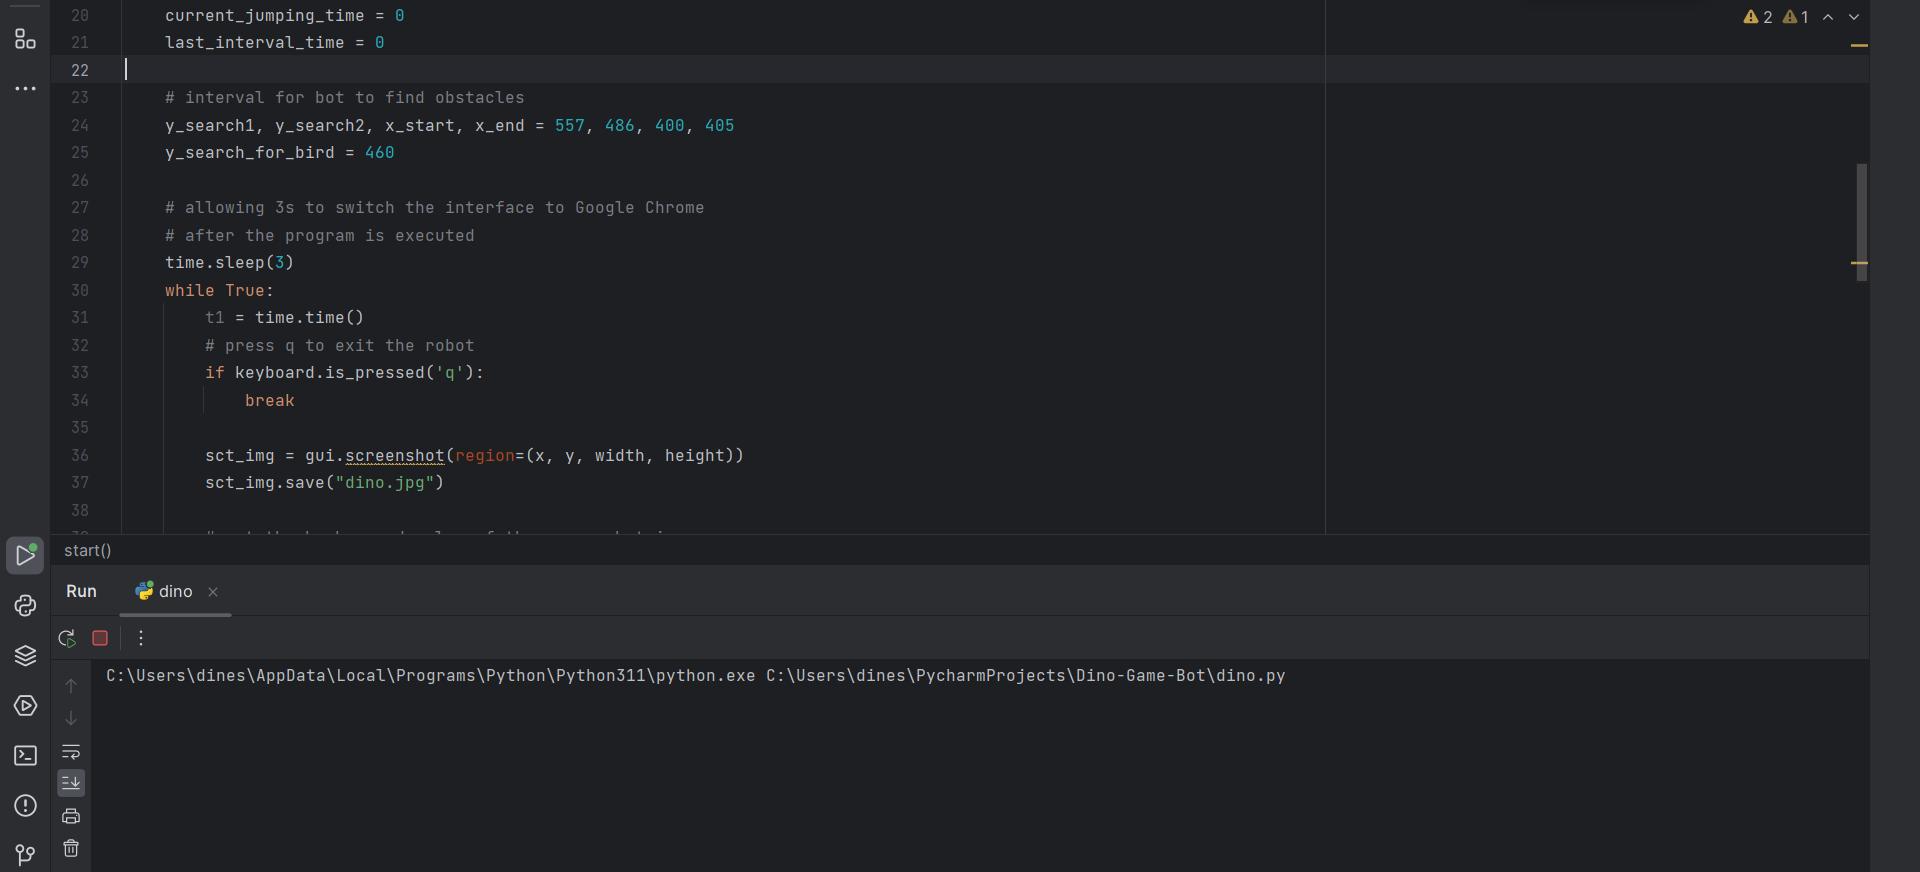 20 current_jumping_time = 0
2 1
21 last_interval_time = 0
22
23 # interval for bot to find obstacles
24 y_search1, y_search2, x_start, x_end = 557, 486, 400, 405
25 y_search_for_bird = 460
26
27 # allowing 3s to switch the interface to Google Chrome
28 # after the program is executed
29 time.sleep(3)
30 while True:
31 t1 = time.time()
32 # press q to exit the robot
33 if keyboard.is_pressed('q'):
34 break
35
36 sct_img = gui.screenshot(region=(x, y, width, height))
37 sct_img.save("dino.jpg")
38
start()
Run dino
C:\Users\dines\AppData\Local\Programs\Python\Python311\python.exe C:\Users\dines\PycharmProjects\Dino-Game-Bot\dino.py